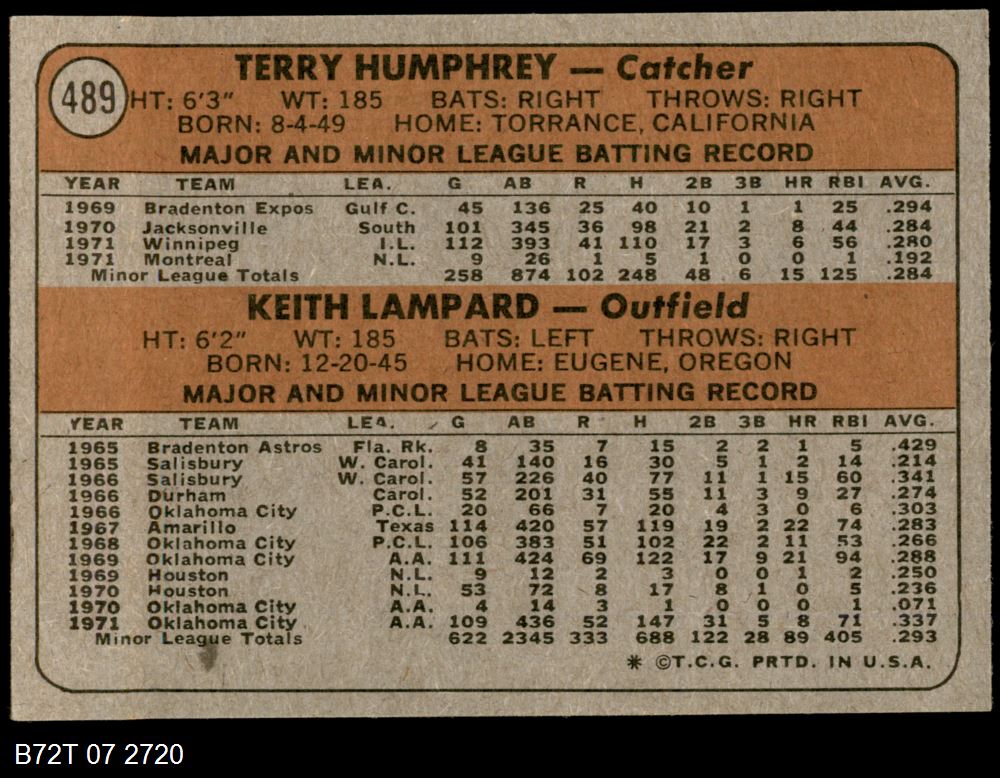 489
TERRY HUMPHREY — Catcher
HT: 6'3" WT: 185 BATS: RIGHT THROWS: RIGHT
BORN: 8-4-49 HOME: TORRANCE, CALIFORNIA
MAJOR AND MINOR LEAGUE BATTING RECORD
YEAR TEAM LEA. G AB R H 2B 3B HR RBI AVG.
1969 Bradenton Expos Gulf C. 45 136 25 40 10 1 1 25 .294
1970 Jacksonville South 101 345 36 98 21 2 8 44 .284
1971 Winnipeg I.L. 112 393 41 110 17 3 6 56 .280
1971 Montreal N.L. 9 26 1 5 1 0 0 1 .192
Minor League Totals 258 874 102 248 48 6 15 125 .284
KEITH LAMPARD — Outfield
HT: 6'2" WT: 185 BATS: LEFT THROWS: RIGHT
BORN: 12-20-45 HOME: EUGENE, OREGON
MAJOR AND MINOR LEAGUE BATTING RECORD
YEAR TEAM LEA. G AB R H 2B 3B HR RBI AVG.
1965 Bradenton Astros Fla. Rk. 8 35 7 15 2 2 1 5 .429
1965 Salisbury W. Carol. 41 140 16 30 5 1 2 14 .214
1966 Salisbury W. Carol. 57 226 40 77 11 1 15 60 .341
1966 Durham Carol. 52 201 31 55 11 3 9 27 .274
1966 Oklahoma City P.C.L. 20 66 7 20 4 3 0 6 .303
1967 Amarillo Texas 114 420 57 119 19 2 22 74 .283
1968 Oklahoma City P.C.L. 106 383 51 102 22 2 11 53 .266
1969 Oklahoma City A.A. 111 424 69 122 17 9 21 94 .288
1969 Houston N.L. 9 12 2 3 0 0 1 2 .250
1970 Houston N.L. 53 72 8 17 8 1 0 5 .236
1970 Oklahoma City A.A. 4 14 3 1 0 0 0 1 .071
1971 Oklahoma City A.A. 109 436 52 147 31 5 8 71 .337
Minor League Totals 622 2345 333 688 122 28 89 405 .293
* ©T.C.G. PRTD. IN U.S.A.
B72T 07 2720